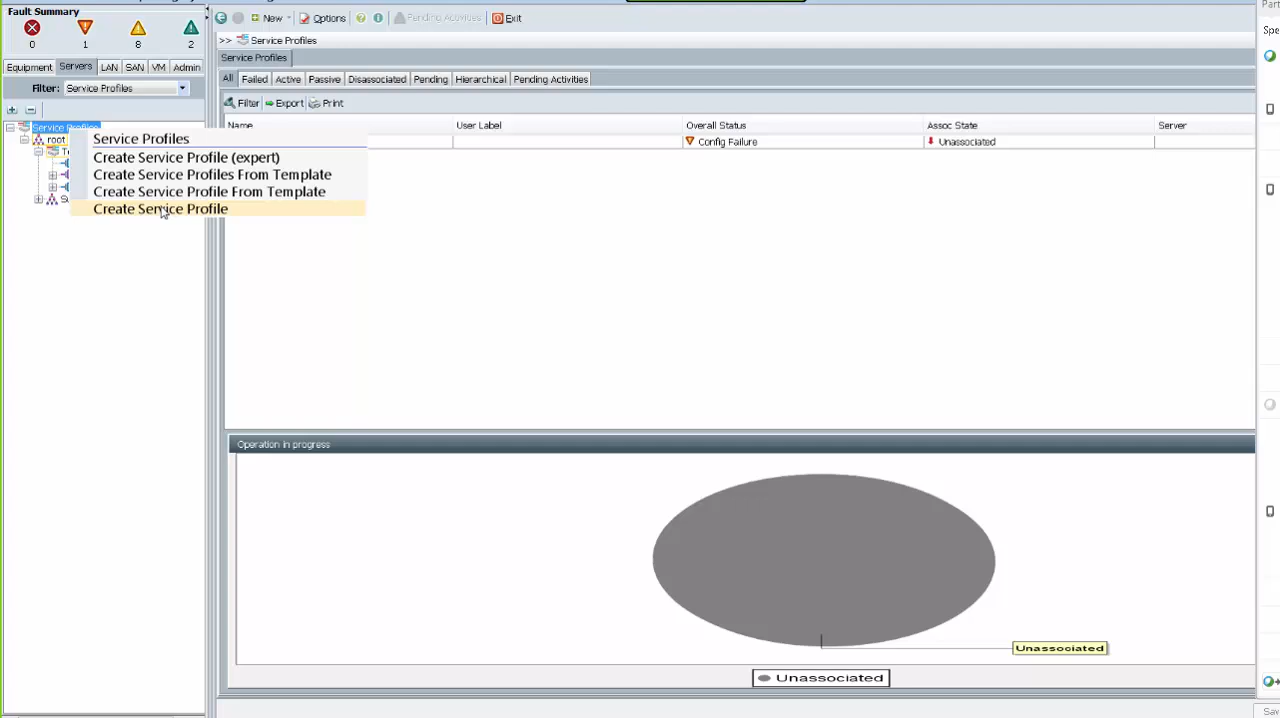 Fault Summary
0 1 8 2
Equipment Servers LAN SAN VM Admin
Filter: Service Profiles
Service Profiles
root
Service Profiles
Create Service Profile (expert)
Create Service Profiles From Template
Create Service Profile From Template
Create Service Profile
New Options Pending Activities Exit
>> Service Profiles
Service Profiles
All Failed Active Passive Disassociated Pending Hierarchical Pending Activities
Filter Export Print
Name User Label Overall Status Assoc State Server
Config Failure Unassociated
Operation in progress
Unassociated
Unassociated